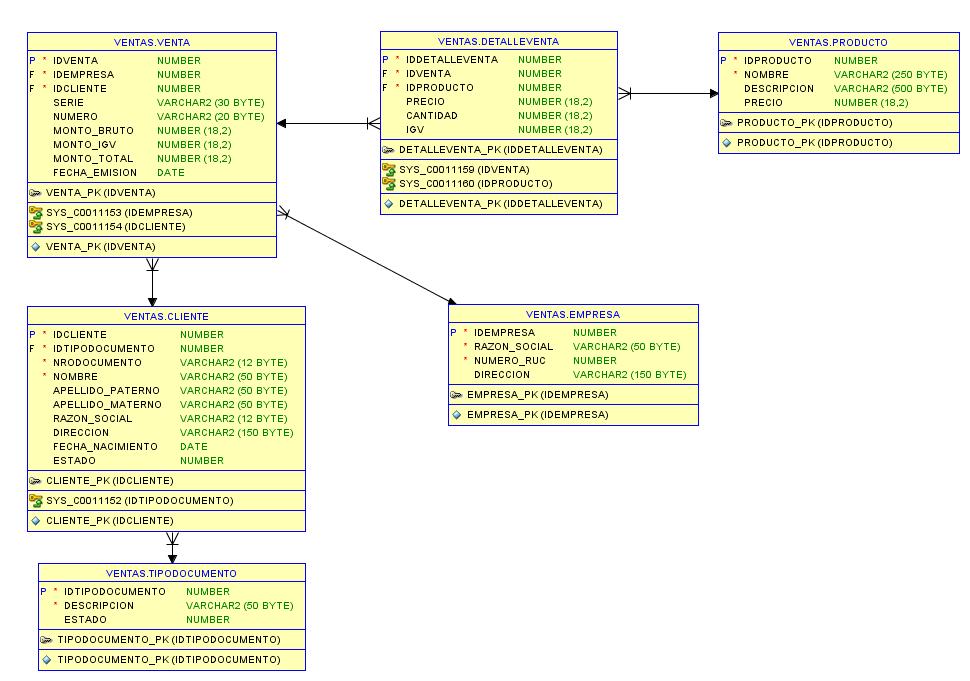 VENTAS.VENTA
P * IDVENTA NUMBER
F * IDEMPRESA NUMBER
F * IDCLIENTE NUMBER
SERIE VARCHAR2 (30 BYTE)
NUMERO VARCHAR2 (20 BYTE)
MONTO_BRUTO NUMBER (18,2)
MONTO_IGV NUMBER (18,2)
MONTO_TOTAL NUMBER (18,2)
FECHA_EMISION DATE
VENTA_PK (IDVENTA)
SYS_C0011153 (IDEMPRESA)
SYS_C0011154 (IDCLIENTE)
VENTA_PK (IDVENTA)
VENTAS.DETALLEVENTA
P * IDDETALLEVENTA NUMBER
F * IDVENTA NUMBER
F * IDPRODUCTO NUMBER
PRECIO NUMBER (18,2)
CANTIDAD NUMBER (18,2)
IGV NUMBER (18,2)
DETALLEVENTA_PK (IDDETALLEVENTA)
SYS_C0011159 (IDVENTA)
SYS_C0011160 (IDPRODUCTO)
DETALLEVENTA_PK (IDDETALLEVENTA)
VENTAS.PRODUCTO
P * IDPRODUCTO NUMBER
* NOMBRE VARCHAR2 (250 BYTE)
DESCRIPCION VARCHAR2 (500 BYTE)
PRECIO NUMBER (18,2)
PRODUCTO_PK (IDPRODUCTO)
PRODUCTO_PK (IDPRODUCTO)
VENTAS.CLIENTE
P * IDCLIENTE NUMBER
F * IDTIPODOCUMENTO NUMBER
* NRODOCUMENTO VARCHAR2 (12 BYTE)
* NOMBRE VARCHAR2 (50 BYTE)
APELLIDO_PATERNO VARCHAR2 (50 BYTE)
APELLIDO_MATERNO VARCHAR2 (50 BYTE)
RAZON_SOCIAL VARCHAR2 (12 BYTE)
DIRECCION VARCHAR2 (150 BYTE)
FECHA_NACIMIENTO DATE
ESTADO NUMBER
CLIENTE_PK (IDCLIENTE)
SYS_C0011152 (IDTIPODOCUMENTO)
CLIENTE_PK (IDCLIENTE)
VENTAS.EMPRESA
P * IDEMPRESA NUMBER
* RAZON_SOCIAL VARCHAR2 (50 BYTE)
* NUMERO_RUC NUMBER
DIRECCION VARCHAR2 (150 BYTE)
EMPRESA_PK (IDEMPRESA)
EMPRESA_PK (IDEMPRESA)
VENTAS.TIPODOCUMENTO
P * IDTIPODOCUMENTO NUMBER
* DESCRIPCION VARCHAR2 (50 BYTE)
ESTADO NUMBER
TIPODOCUMENTO_PK (IDTIPODOCUMENTO)
TIPODOCUMENTO_PK (IDTIPODOCUMENTO)